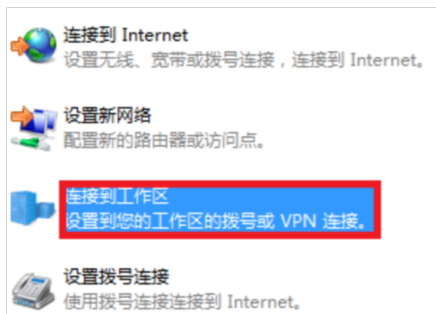 连接到 Internet
设置无线、宽带或拨号连接，连接到 Internet。
设置新网络
配置新的路由器或访问点。
连接到工作区
设置到您的工作区的拨号或 VPN 连接。
设置拨号连接
使用拨号连接连接到 Internet。